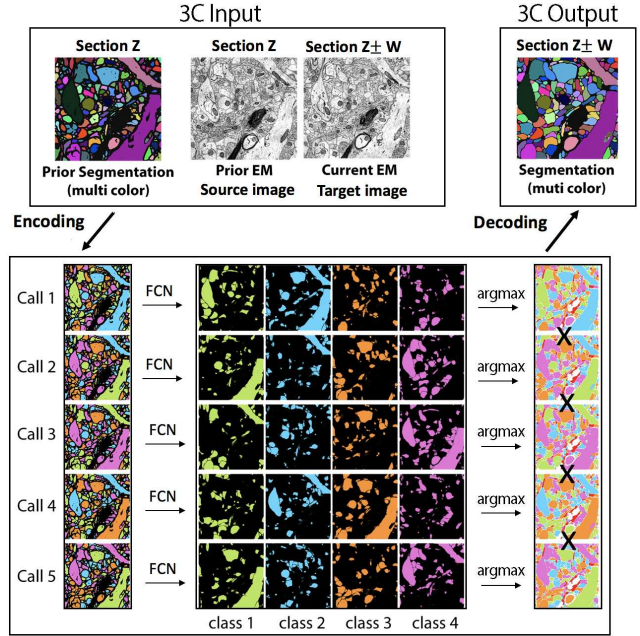 3C Input
3C Output
Section Z
Section Z
Section Z± W
Section Z± W
Prior Segmentation
(multi color)
Prior EM
Source image
Current EM
Target image
Segmentation
(muti color)
Encoding
Decoding
Call 1
FCN
argmax
X
Call 2
FCN
argmax
X
Call 3
FCN
argmax
X
Call 4
FCN
argmax
X
Call 5
FCN
argmax
class 1
class 2
class 3
class 4